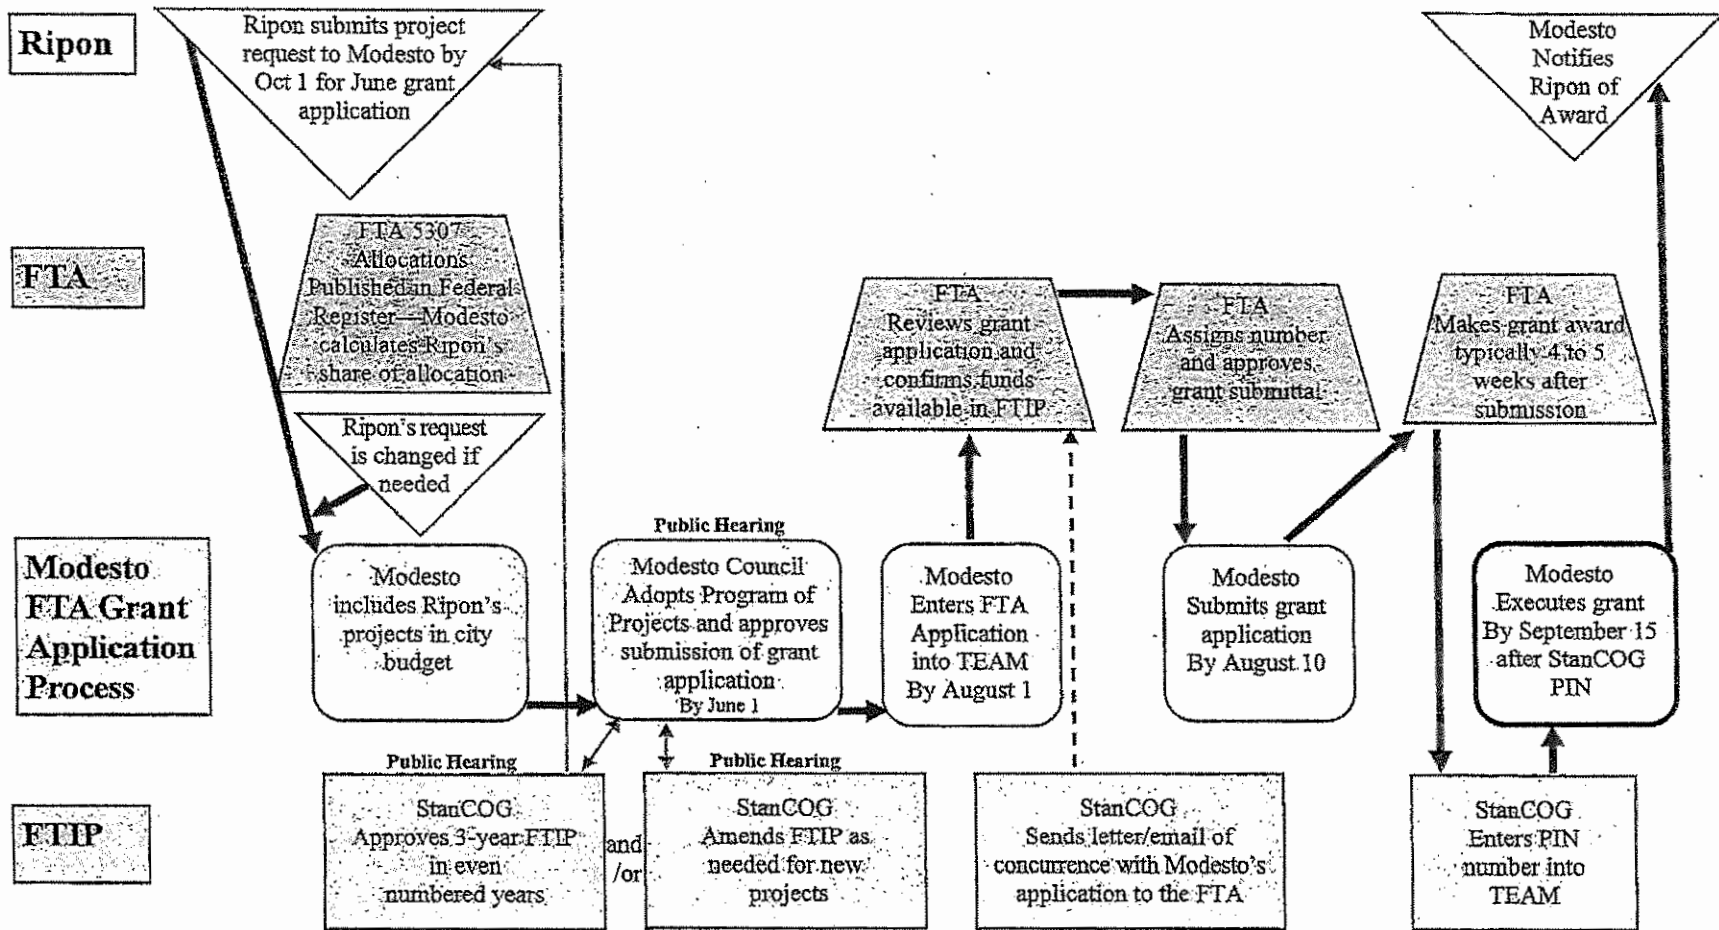 Ripon
Ripon submits project
request to Modesto by
Oct 1 for June grant
application
Modesto
Notifies
Ripon of
Award
FTA
FTA 5307
Allocations
Published in Federal
Register—Modesto
calculates Ripon's
share of allocation
FTA
Reviews grant
application and
confirms funds
available in FTIP
FTA
Assigns number
and approves
grant submittal
FTA
Makes grant award
typically 4 to 5
weeks after
submission
Ripon's request
is changed if
needed
Modesto
FTA Grant
Application
Process
Modesto
includes Ripon's
projects in city
budget
Public Hearing
Modesto Council
Adopts Program of
Projects and approves
submission of grant
application
By June 1
Modesto
Enters FTA
Application
into TEAM
By August 1
Modesto
Submits grant
application
By August 10
Modesto
Executes grant
By September 15
after StanCOG
PIN
FTIP
Public Hearing
StanCOG
Approves 3-year FTIP
in even
numbered years
and
/or
Public Hearing
StanCOG
Amends FTIP as
needed for new
projects
StanCOG
Sends letter/email of
concurrence with Modesto's
application to the FTA
StanCOG
Enters PIN
number into
TEAM